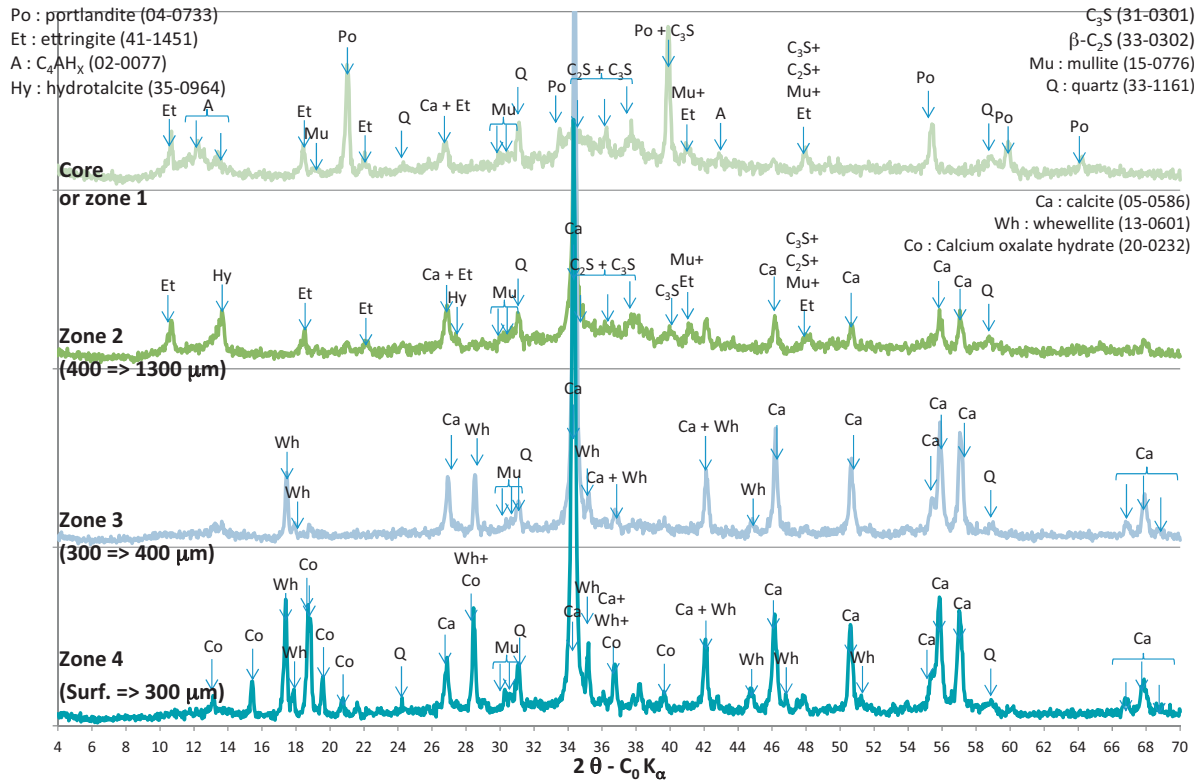 Po : portlandite (04-0733)
Et : ettringite (41-1451)
A : C₄AHₓ (02-0077)
Hy : hydrotalcite (35-0964)
C₃S (31-0301)
β-C₂S (33-0302)
Mu : mullite (15-0776)
Q : quartz (33-1161)
Et
A
Et
Mu
Po
Et
Q
Ca + Et
Mu
Q
Po
C₂S + C₃S
Po + C₃S
Mu+
Et
A
C₃S+
C₂S+
Mu+
Et
Po
Q
Po
Po
Core
or zone 1
Ca : calcite (05-0586)
Wh : whewellite (13-0601)
Co : Calcium oxalate hydrate (20-0232)
Et
Hy
Et
Et
Ca + Et
Hy
Mu
Q
Ca
C₂S + C₃S
C₃S
Mu+
Et
Ca
C₃S+
C₂S+
Mu+
Et
Ca
Ca
Ca
Q
Zone 2
(400 => 1300 μm)
Wh
Wh
Ca
Wh
Mu
Q
Ca
Wh
Ca + Wh
Ca + Wh
Wh
Ca
Ca
Ca
Ca
Ca
Q
Ca
Zone 3
(300 => 400 μm)
Co
Co
Wh
Wh
Co
Co
Co
Q
Ca
Wh+
Co
Mu
Q
Ca
Wh
Ca+
Wh+
Co
Co
Ca + Wh
Wh
Ca
Wh
Ca
Wh
Ca
Ca
Ca
Q
Ca
Zone 4
(Surf. => 300 μm)
4 6 8 10 12 14 16 18 20 22 24 26 28 30 32 34 36 38 40 42 44 46 48 50 52 54 56 58 60 62 64 66 68 70
2 θ - C₀ Kα